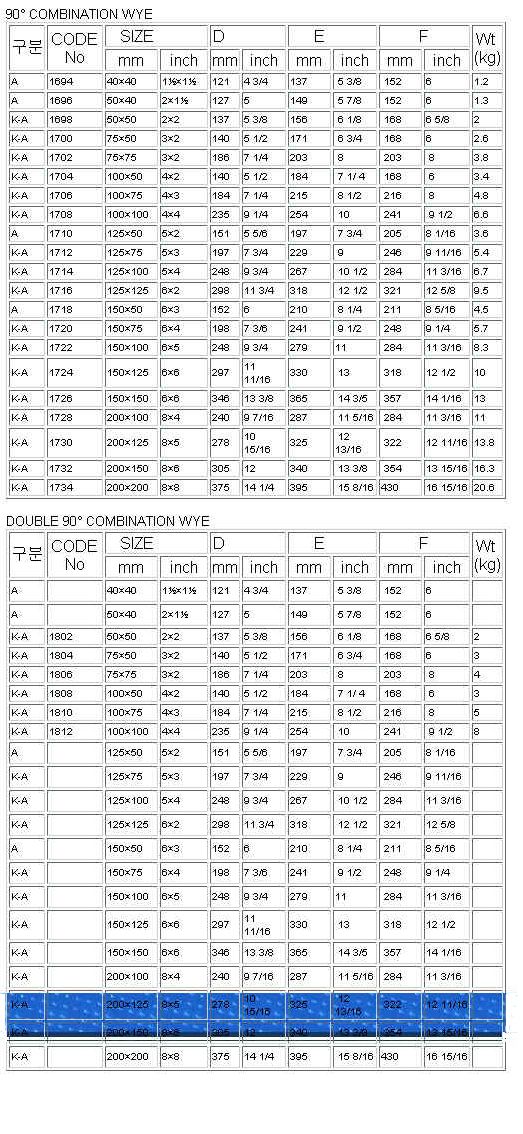 90° COMBINATION WYE
구분 CODE No SIZE D E F Wt (kg)
mm inch mm inch mm inch mm inch
A 1694 40×40 1½×1½ 121 4 3/4 137 5 3/8 152 6 1.2
A 1696 50×40 2×1½ 127 5 149 5 7/8 152 6 1.3
K-A 1698 50×50 2×2 137 5 3/8 156 6 1/8 168 6 5/8 2
K-A 1700 75×50 3×2 140 5 1/2 171 6 3/4 168 6 2.6
K-A 1702 75×75 3×2 186 7 1/4 203 8 203 8 3.8
K-A 1704 100×50 4×2 140 5 1/2 184 7 1/ 4 168 6 3.4
K-A 1706 100×75 4×3 184 7 1/4 215 8 1/2 216 8 4.8
K-A 1708 100×100 4×4 235 9 1/4 254 10 241 9 1/2 6.6
A 1710 125×50 5×2 151 5 5/6 197 7 3/4 205 8 1/16 3.6
K-A 1712 125×75 5×3 197 7 3/4 229 9 246 9 11/16 5.4
K-A 1714 125×100 5×4 248 9 3/4 267 10 1/2 284 11 3/16 6.7
K-A 1716 125×125 6×2 298 11 3/4 318 12 1/2 321 12 5/8 9.5
A 1718 150×50 6×3 152 6 210 8 1/4 211 8 5/16 4.5
K-A 1720 150×75 6×4 198 7 3/6 241 9 1/2 248 9 1/4 5.7
K-A 1722 150×100 6×5 248 9 3/4 279 11 284 11 3/16 8.3
K-A 1724 150×125 6×6 297 11 11/16 330 13 318 12 1/2 10
K-A 1726 150×150 6×6 346 13 3/8 365 14 3/5 357 14 1/16 13
K-A 1728 200×100 8×4 240 9 7/16 287 11 5/16 284 11 3/16 11
K-A 1730 200×125 8×5 278 10 15/16 325 12 13/16 322 12 11/16 13.8
K-A 1732 200×150 8×6 305 12 340 13 3/8 354 13 15/16 16.3
K-A 1734 200×200 8×8 375 14 1/4 395 15 8/16 430 16 15/16 20.6
DOUBLE 90° COMBINATION WYE
구분 CODE No SIZE D E F Wt (kg)
mm inch mm inch mm inch mm inch
A 40×40 1½×1½ 121 4 3/4 137 5 3/8 152 6
A 50×40 2×1½ 127 5 149 5 7/8 152 6
K-A 1802 50×50 2×2 137 5 3/8 156 6 1/8 168 6 5/8 2
K-A 1804 75×50 3×2 140 5 1/2 171 6 3/4 168 6 3
K-A 1806 75×75 3×2 186 7 1/4 203 8 203 8 4
K-A 1808 100×50 4×2 140 5 1/2 184 7 1/ 4 168 6 3
K-A 1810 100×75 4×3 184 7 1/4 215 8 1/2 216 8 5
K-A 1812 100×100 4×4 235 9 1/4 254 10 241 9 1/2 8
A 125×50 5×2 151 5 5/6 197 7 3/4 205 8 1/16
K-A 125×75 5×3 197 7 3/4 229 9 246 9 11/16
K-A 125×100 5×4 248 9 3/4 267 10 1/2 284 11 3/16
K-A 125×125 6×2 298 11 3/4 318 12 1/2 321 12 5/8
A 150×50 6×3 152 6 210 8 1/4 211 8 5/16
K-A 150×75 6×4 198 7 3/6 241 9 1/2 248 9 1/4
K-A 150×100 6×5 248 9 3/4 279 11 284 11 3/16
K-A 150×125 6×6 297 11 11/16 330 13 318 12 1/2
K-A 150×150 6×6 346 13 3/8 365 14 3/5 357 14 1/16
K-A 200×100 8×4 240 9 7/16 287 11 5/16 284 11 3/16
K-A 200×125 8×5 278 10 15/16 325 12 13/16 322 12 11/16
K-A 200×150 8×6 305 12 340 13 3/8 354 13 15/16
K-A 200×200 8×8 375 14 1/4 395 15 8/16 430 16 15/16